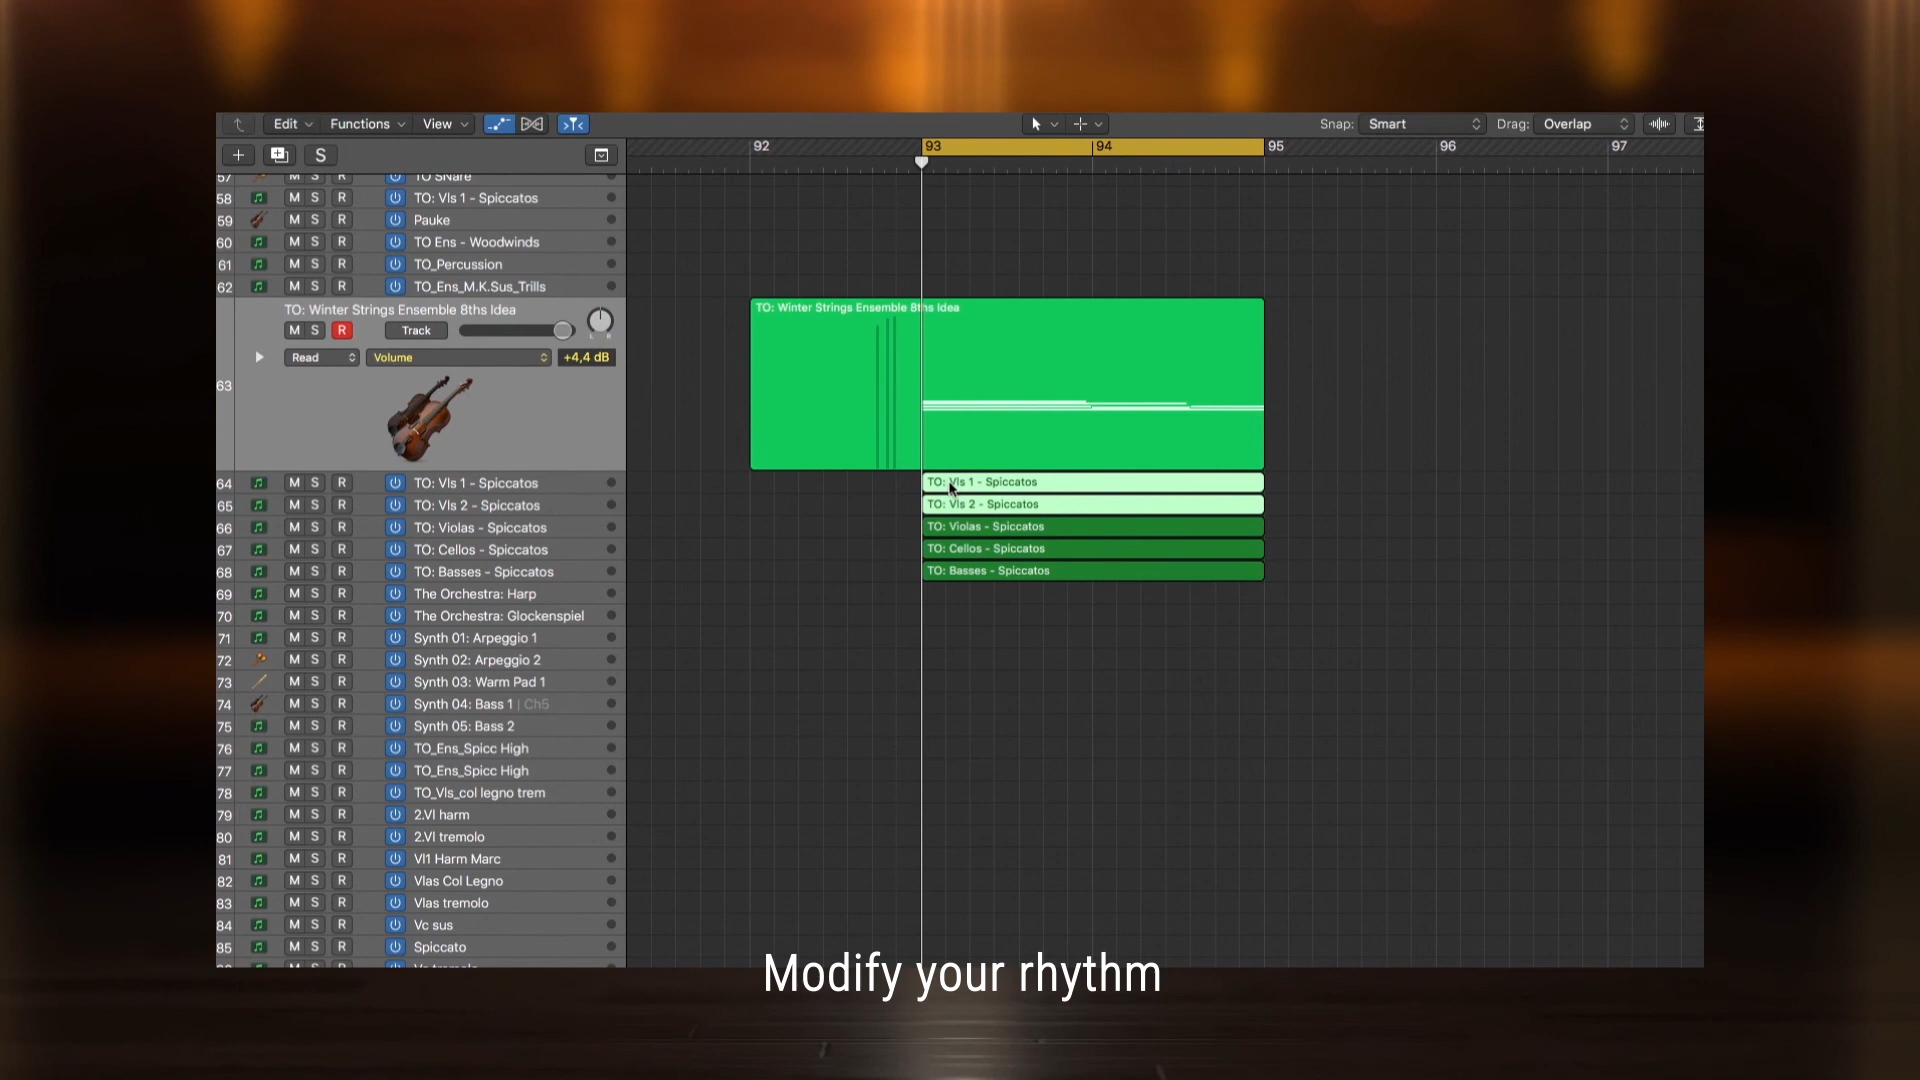 Edit Functions View Snap: Smart Drag: Overlap
+ S 92 93 94 95 96 97
57 M S R TO SNare
58 M S R TO: Vls 1 - Spiccatos
59 M S R Pauke
60 M S R TO Ens - Woodwinds
61 M S R TO_Percussion
62 M S R TO_Ens_M.K.Sus_Trills
TO: Winter Strings Ensemble 8ths Idea
M S R Track L R
Read Volume +4,4 dB
63
TO: Winter Strings Ensemble 8ths Idea
64 M S R TO: Vls 1 - Spiccatos TO: Vls 1 - Spiccatos
65 M S R TO: Vls 2 - Spiccatos TO: Vls 2 - Spiccatos
66 M S R TO: Violas - Spiccatos TO: Violas - Spiccatos
67 M S R TO: Cellos - Spiccatos TO: Cellos - Spiccatos
68 M S R TO: Basses - Spiccatos TO: Basses - Spiccatos
69 M S R The Orchestra: Harp
70 M S R The Orchestra: Glockenspiel
71 M S R Synth 01: Arpeggio 1
72 M S R Synth 02: Arpeggio 2
73 M S R Synth 03: Warm Pad 1
74 M S R Synth 04: Bass 1 | Ch5
75 M S R Synth 05: Bass 2
76 M S R TO_Ens_Spicc High
77 M S R TO_Ens_Spicc High
78 M S R TO_Vls_col legno trem
79 M S R 2.Vl harm
80 M S R 2.Vl tremolo
81 M S R Vl1 Harm Marc
82 M S R Vlas Col Legno
83 M S R Vlas tremolo
84 M S R Vc sus
85 M S R Spiccato
Modify your rhythm